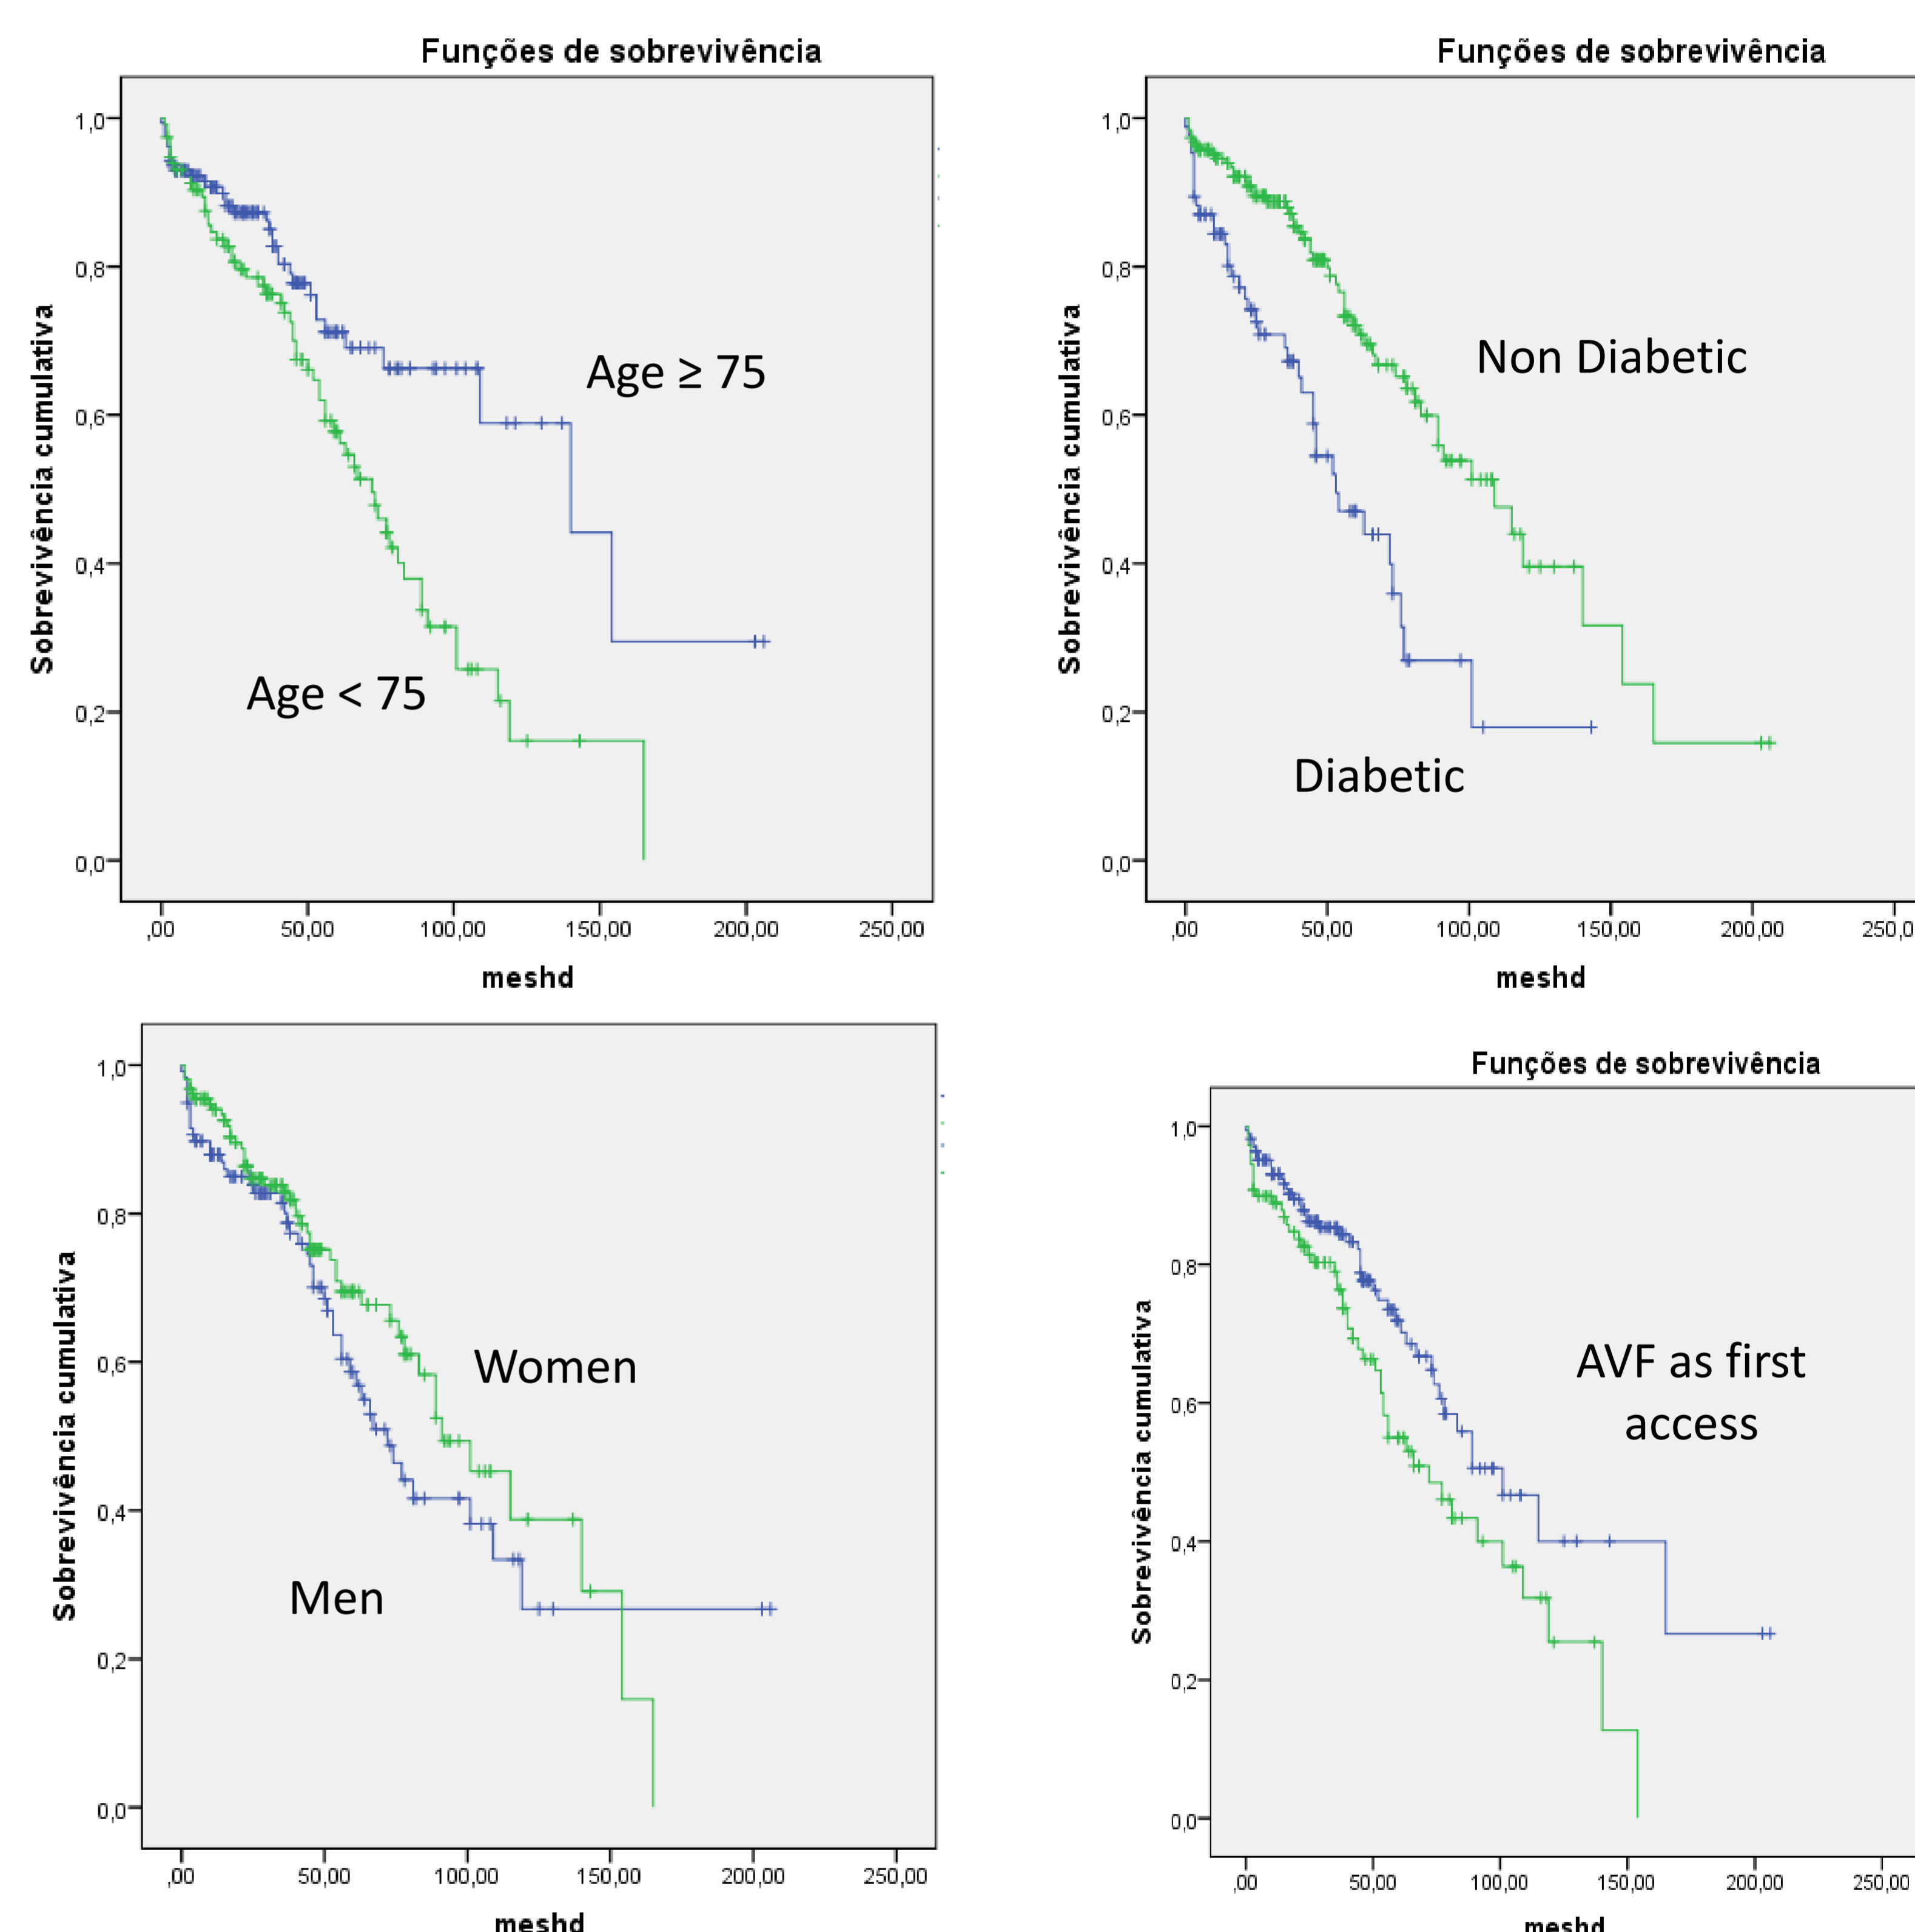 Funções de sobrevivência
Sobrevivência cumulativa
1,0
0,8
0,6
0,4
0,2
0,0
Age ≥ 75
Age < 75
,00 50,00 100,00 150,00 200,00 250,00
meshd
Funções de sobrevivência
Sobrevivência cumulativa
1,0
0,8
0,6
0,4
0,2
0,0
Non Diabetic
Diabetic
,00 50,00 100,00 150,00 200,00 250,0
meshd
Sobrevivência cumulativa
1,0
0,8
0,6
0,4
0,2
0,0
Women
Men
,00 50,00 100,00 150,00 200,00 250,00
meshd
Funções de sobrevivência
Sobrevivência cumulativa
1,0
0,8
0,6
0,4
0,2
0,0
AVF as first
access
,00 50,00 100,00 150,00 200,00 250,00
meshd